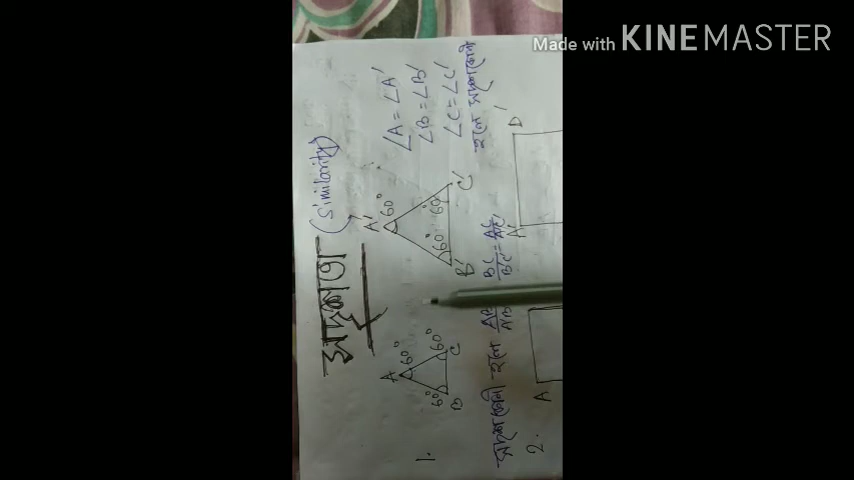 Made with KINEMASTER
সদৃশতা (Similarity)
1.
A 60°
60° 60°
B C
A' 60°
60° 60°
B' C'
∠A = ∠A'
∠B = ∠B'
∠C = ∠C'
হলে সদৃশকোণী
সদৃশকোণী হলে AB/A'B' = BC/B'C' = AC/A'C'
2.
A
A' D'